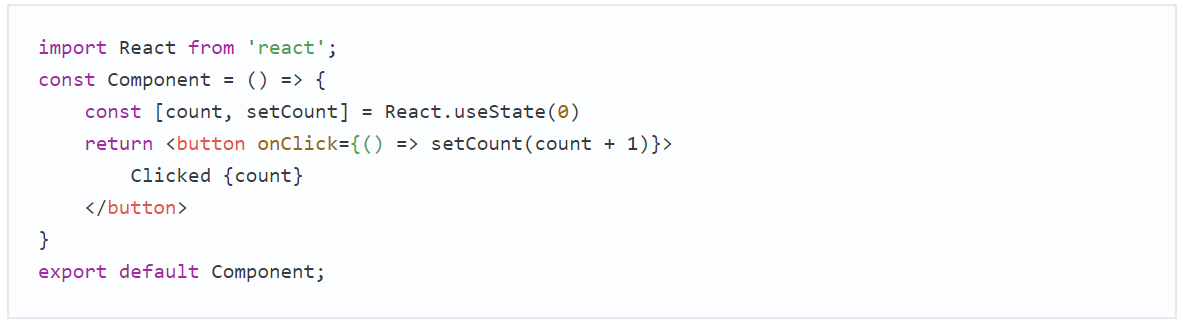 import React from 'react';
const Component = () => {
    const [count, setCount] = React.useState(0)
    return <button onClick={() => setCount(count + 1)}>
        Clicked {count}
    </button>
}
export default Component;